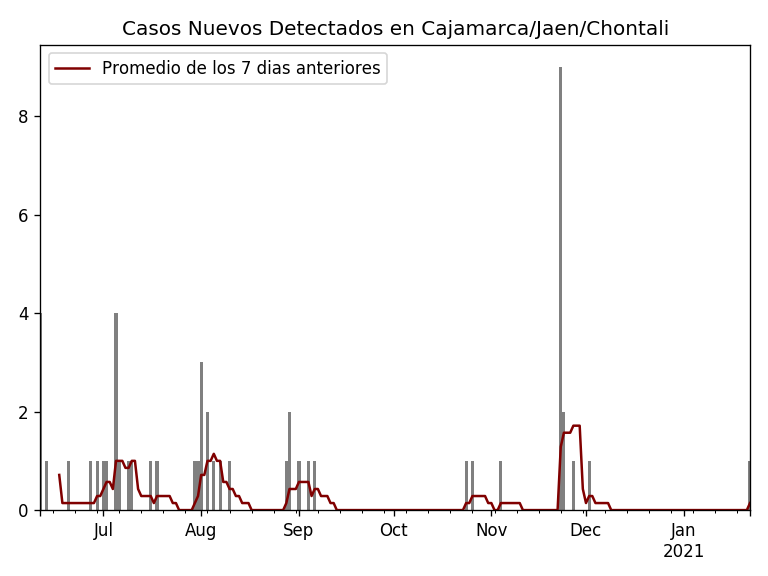 Casos Nuevos Detectados en Cajamarca/Jaen/Chontali
Promedio de los 7 dias anteriores
8
6
4
2
0
Jul Aug Sep Oct Nov Dec Jan
2021